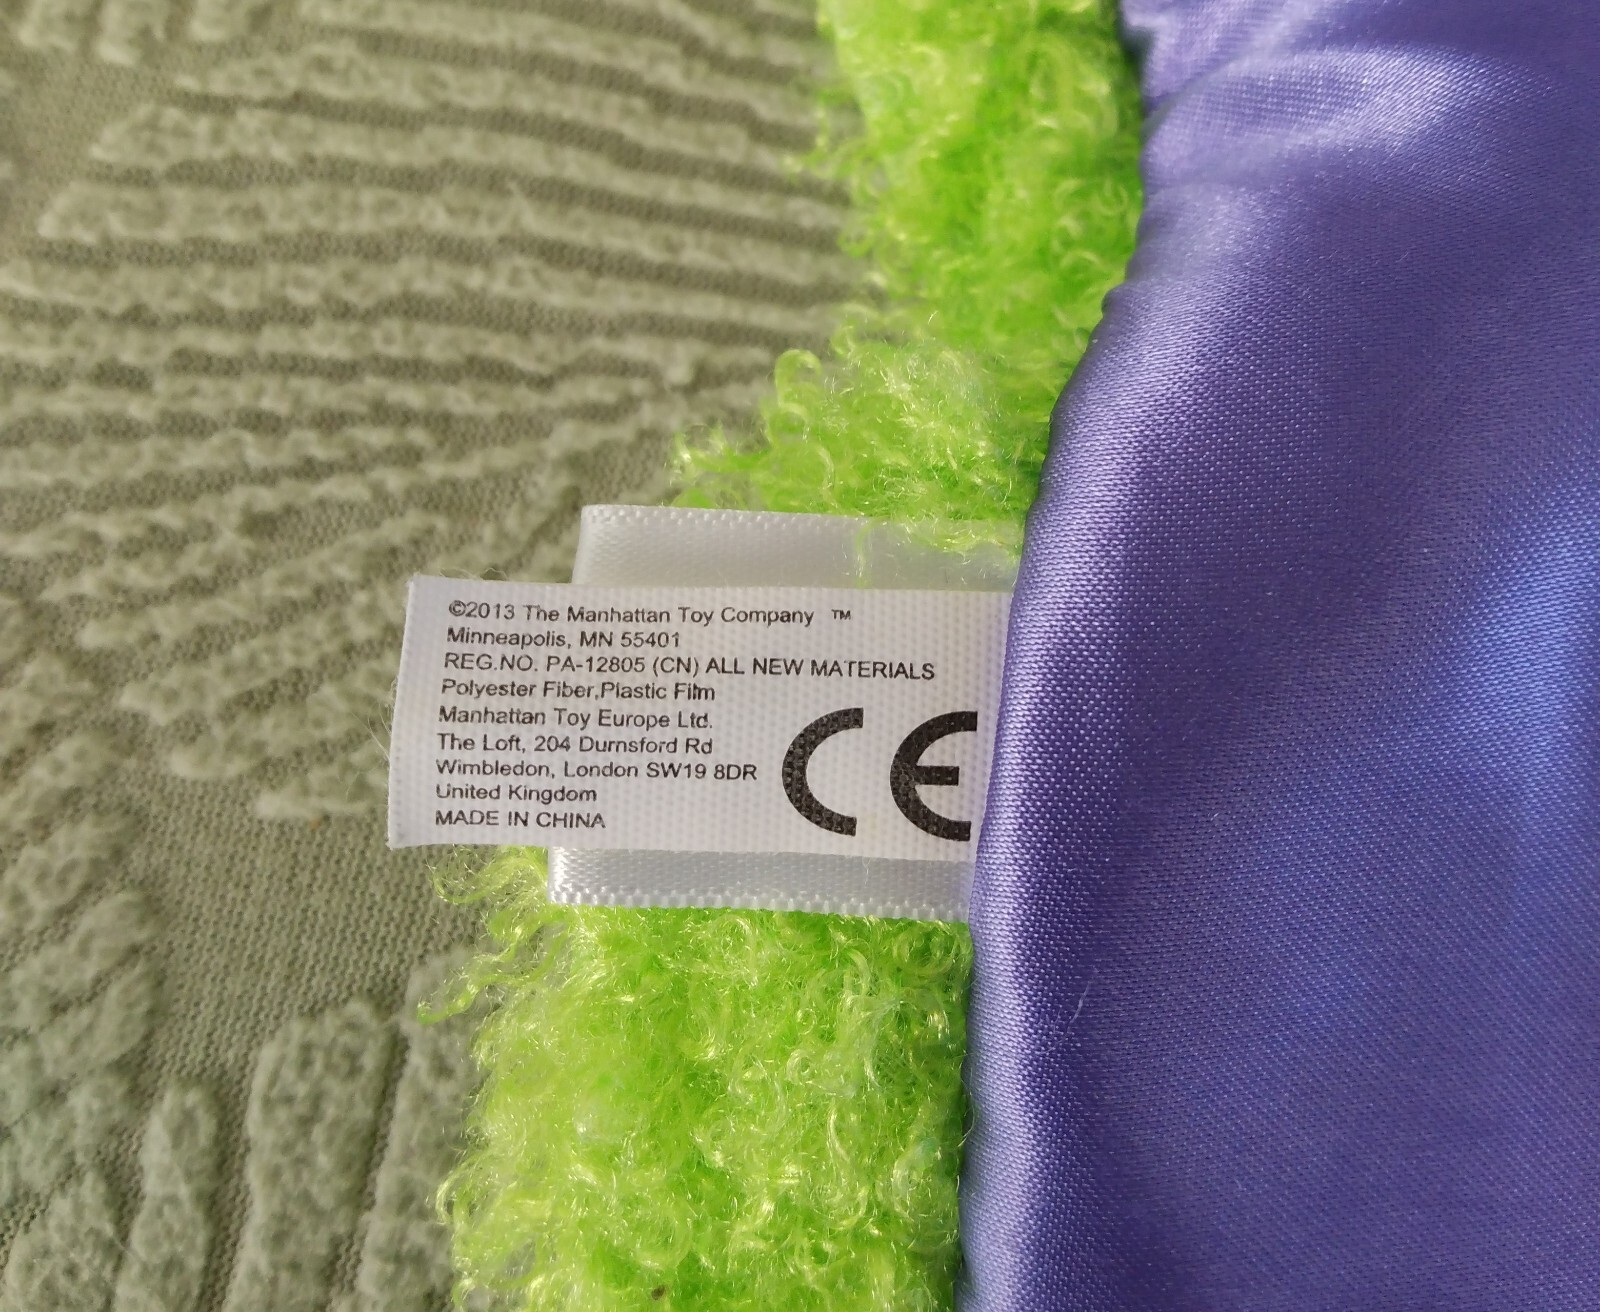 ©2013 The Manhattan Toy Company ™
Minneapolis, MN 55401
REG.NO. PA-12805 (CN) ALL NEW MATERIALS
Polyester Fiber,Plastic Film
Manhattan Toy Europe Ltd.
The Loft, 204 Durnsford Rd
Wimbledon, London SW19 8DR
United Kingdom
MADE IN CHINA
CE